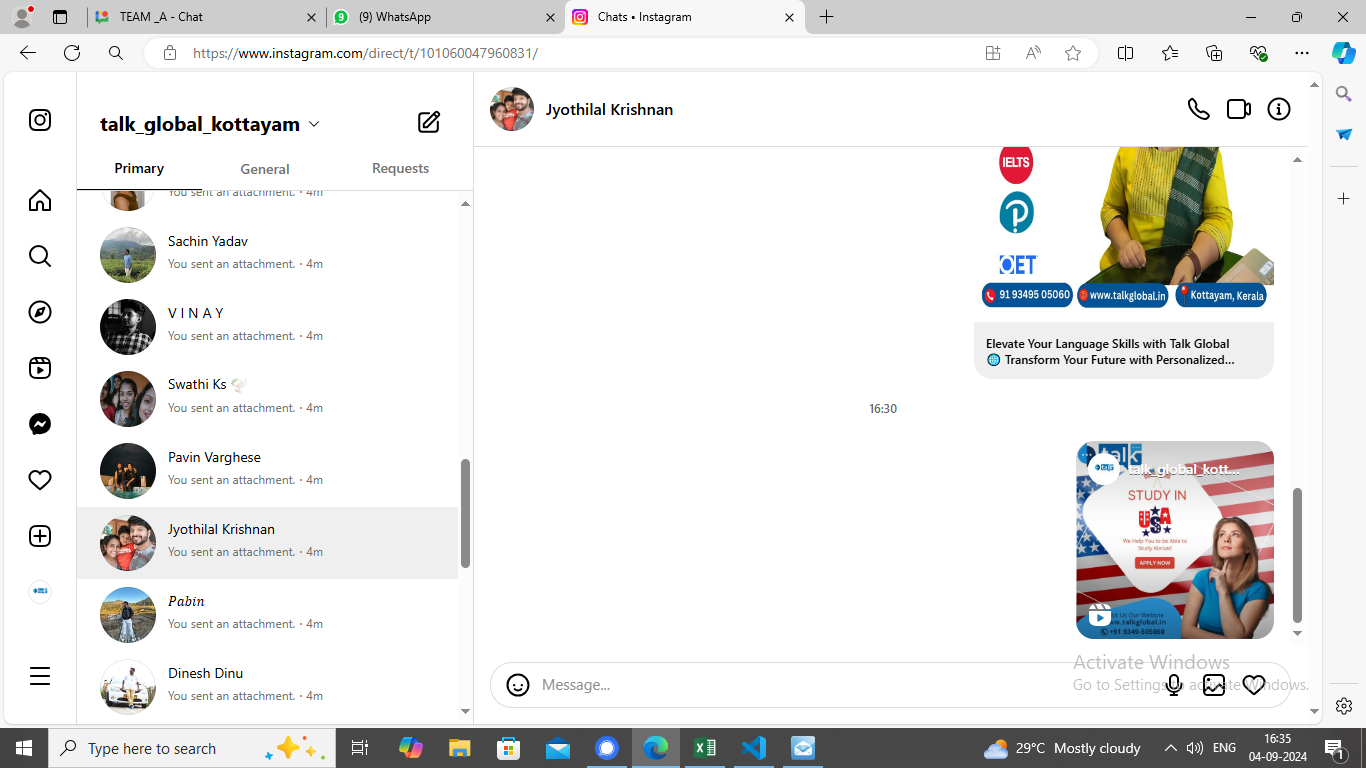 TEAM _A - Chat
(9) WhatsApp
Chats • Instagram
https://www.instagram.com/direct/t/101060047960831/
talk_global_kottayam
Primary
General
Requests
You sent an attachment. · 4m
Sachin Yadav
You sent an attachment. · 4m
V I N A Y
You sent an attachment. · 4m
Swathi Ks 🕊️
You sent an attachment. · 4m
Pavin Varghese
You sent an attachment. · 4m
Jyothilal Krishnan
You sent an attachment. · 4m
Pabin
You sent an attachment. · 4m
Dinesh Dinu
You sent an attachment. · 4m
Jyothilal Krishnan
IELTS
OET
91 93495 05060
www.talkglobal.in
Kottayam, Kerala
Elevate Your Language Skills with Talk Global
🌐 Transform Your Future with Personalized...
16:30
talk
talk_global_kott...
STUDY IN
USA
We Help You to be Able to
Study Abroad
APPLY NOW
Us Our Website
www.talkglobal.in
+91 9349-505060
Message...
Activate Windows
Go to Settings to activate Windows.
Type here to search
29°C Mostly cloudy
ENG
16:35
04-09-2024
1